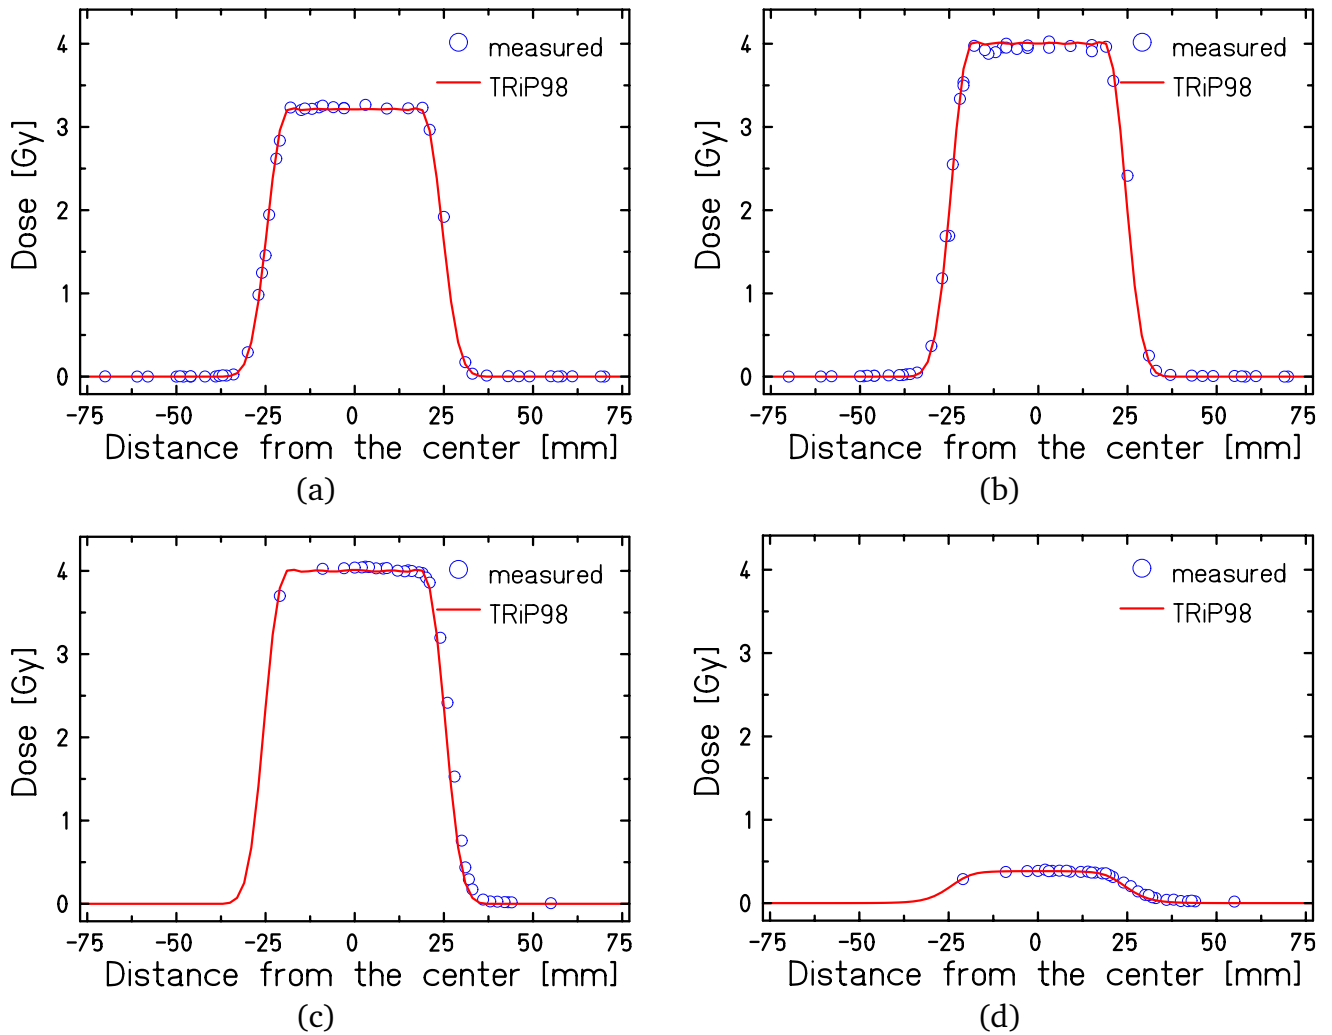 4
3
2
1
0
Dose [Gy]
measured
TRiP98
-75 -50 -25 0 25 50 75
Distance from the center [mm]
(a)
4
3
2
1
0
Dose [Gy]
measured
TRiP98
-75 -50 -25 0 25 50 75
Distance from the center [mm]
(b)
4
3
2
1
0
Dose [Gy]
measured
TRiP98
-75 -50 -25 0 25 50 75
Distance from the center [mm]
(c)
4
3
2
1
0
Dose [Gy]
measured
TRiP98
-75 -50 -25 0 25 50 75
Distance from the center [mm]
(d)